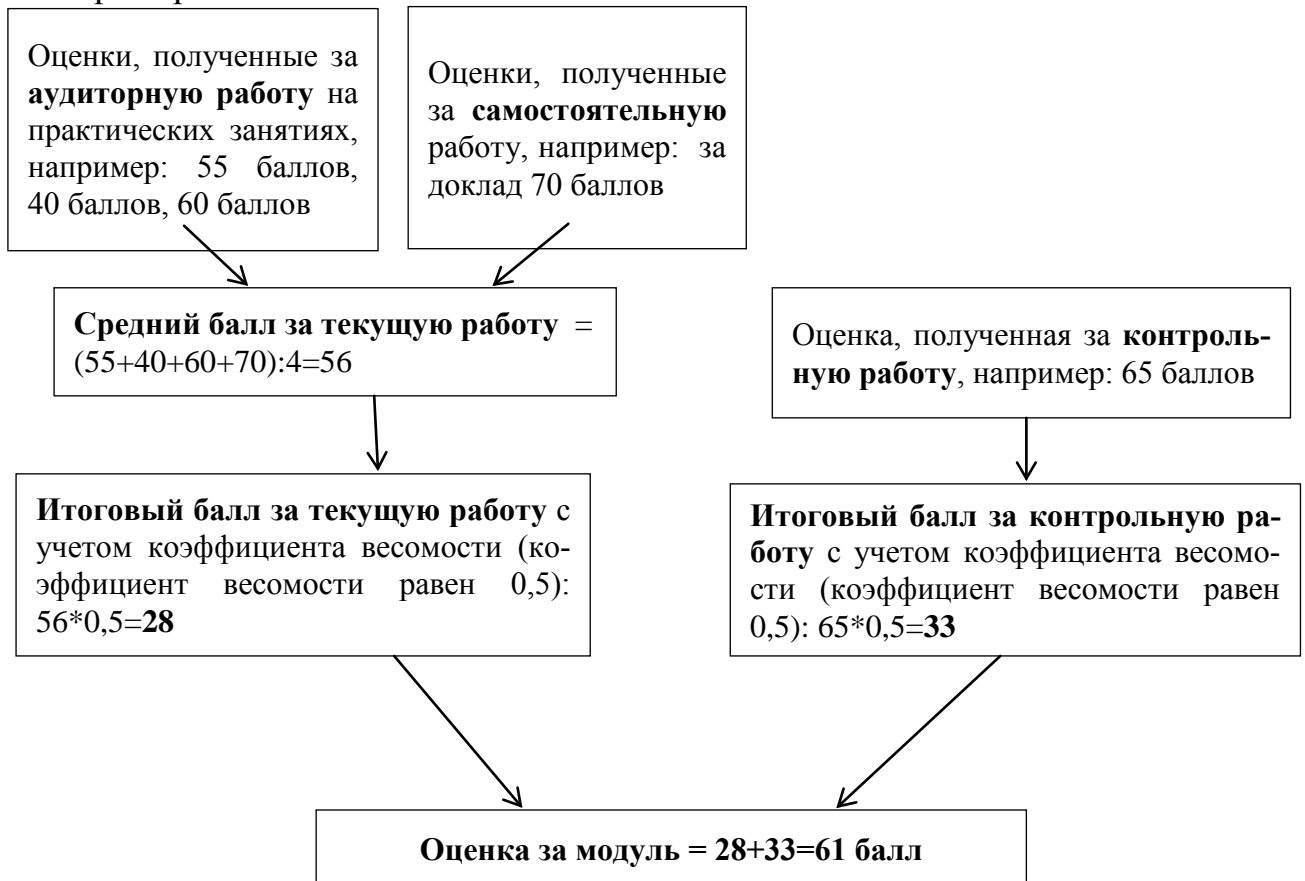 Оценки, полученные за
аудиторную работу на
практических занятиях,
например: 55 баллов,
40 баллов, 60 баллов
Оценки, полученные
за самостоятельную
работу, например: за
доклад 70 баллов
Средний балл за текущую работу =
(55+40+60+70):4=56
Оценка, полученная за контроль-
ную работу, например: 65 баллов
Итоговый балл за текущую работу с
учетом коэффициента весомости (ко-
эффициент весомости равен 0,5):
56*0,5=28
Итоговый балл за контрольную ра-
боту с учетом коэффициента весомо-
сти (коэффициент весомости равен
0,5): 65*0,5=33
Оценка за модуль = 28+33=61 балл